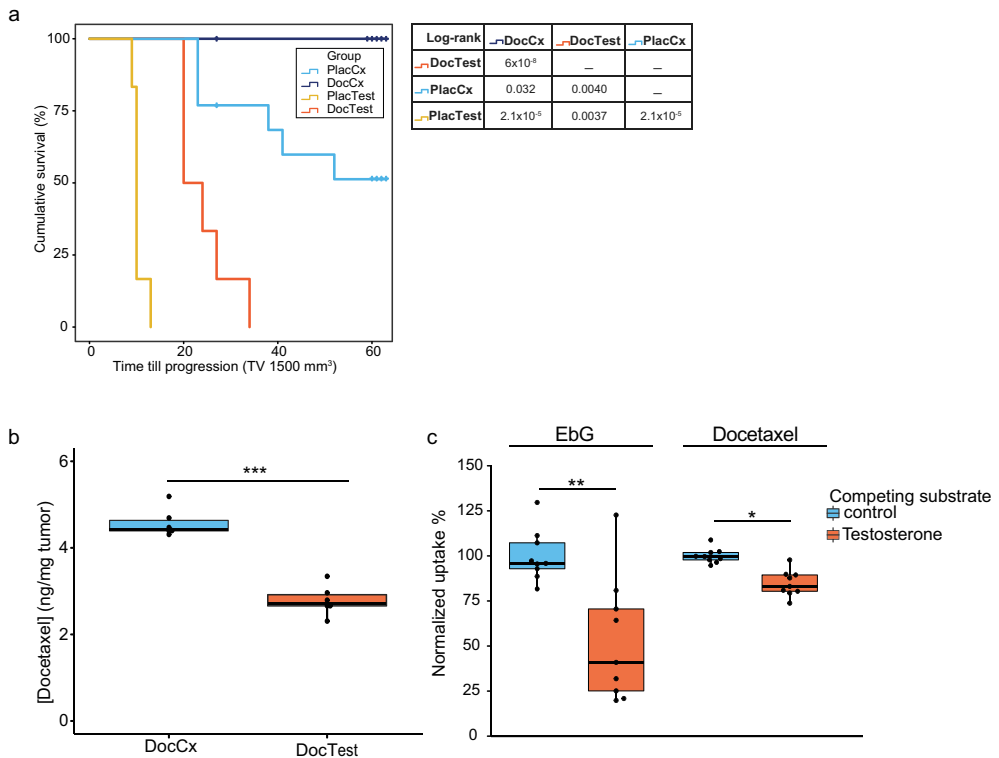 a
100
75
50
25
0
Cumulative survival (%)
0 20 40 60
Time till progression (TV 1500 mm³)
Group
PlacCx
DocCx
PlacTest
DocTest
Log-rank DocCx DocTest PlacCx
DocTest 6x10⁻⁸ – –
PlacCx 0.032 0.0040 –
PlacTest 2.1x10⁻⁵ 0.0037 2.1x10⁻⁵
b
6
4
2
0
[Docetaxel] (ng/mg tumor)
***
DocCx DocTest
c
EbG Docetaxel
150
125
100
75
50
25
0
Normalized uptake %
**
*
Competing substrate
control
Testosterone